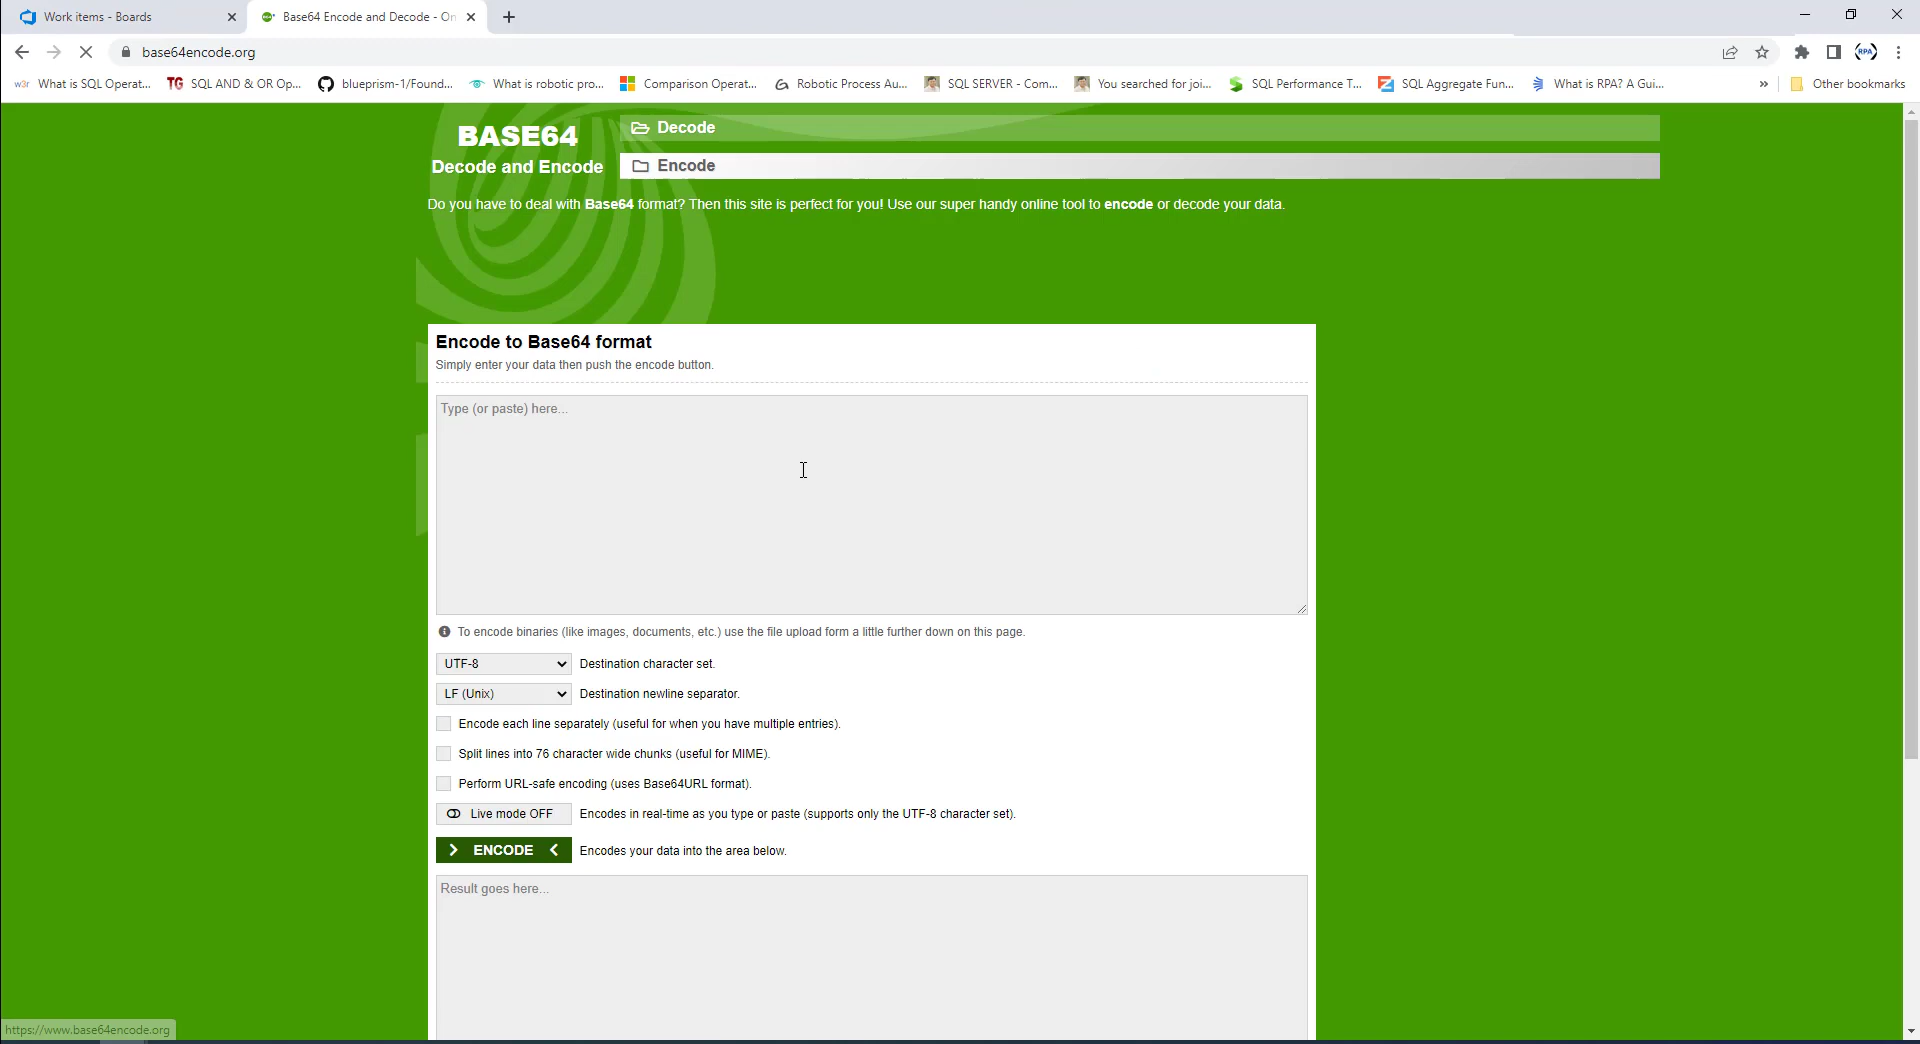 Work items - Boards
Base64 Encode and Decode - On
base64encode.org
(RPA)
w3r What is SQL Operat...
TG SQL AND & OR Op...
blueprism-1/Found...
What is robotic pro...
Comparison Operat...
Robotic Process Au...
SQL SERVER - Com...
You searched for joi...
SQL Performance T...
SQL Aggregate Fun...
What is RPA? A Gui...
»
Other bookmarks
BASE64
Decode and Encode
Decode
Encode
Do you have to deal with Base64 format? Then this site is perfect for you! Use our super handy online tool to encode or decode your data.
Encode to Base64 format
Simply enter your data then push the encode button.
Type (or paste) here...
To encode binaries (like images, documents, etc.) use the file upload form a little further down on this page.
UTF-8 Destination character set.
LF (Unix) Destination newline separator.
Encode each line separately (useful for when you have multiple entries).
Split lines into 76 character wide chunks (useful for MIME).
Perform URL-safe encoding (uses Base64URL format).
Live mode OFF Encodes in real-time as you type or paste (supports only the UTF-8 character set).
> ENCODE < Encodes your data into the area below.
Result goes here...
https://www.base64encode.org